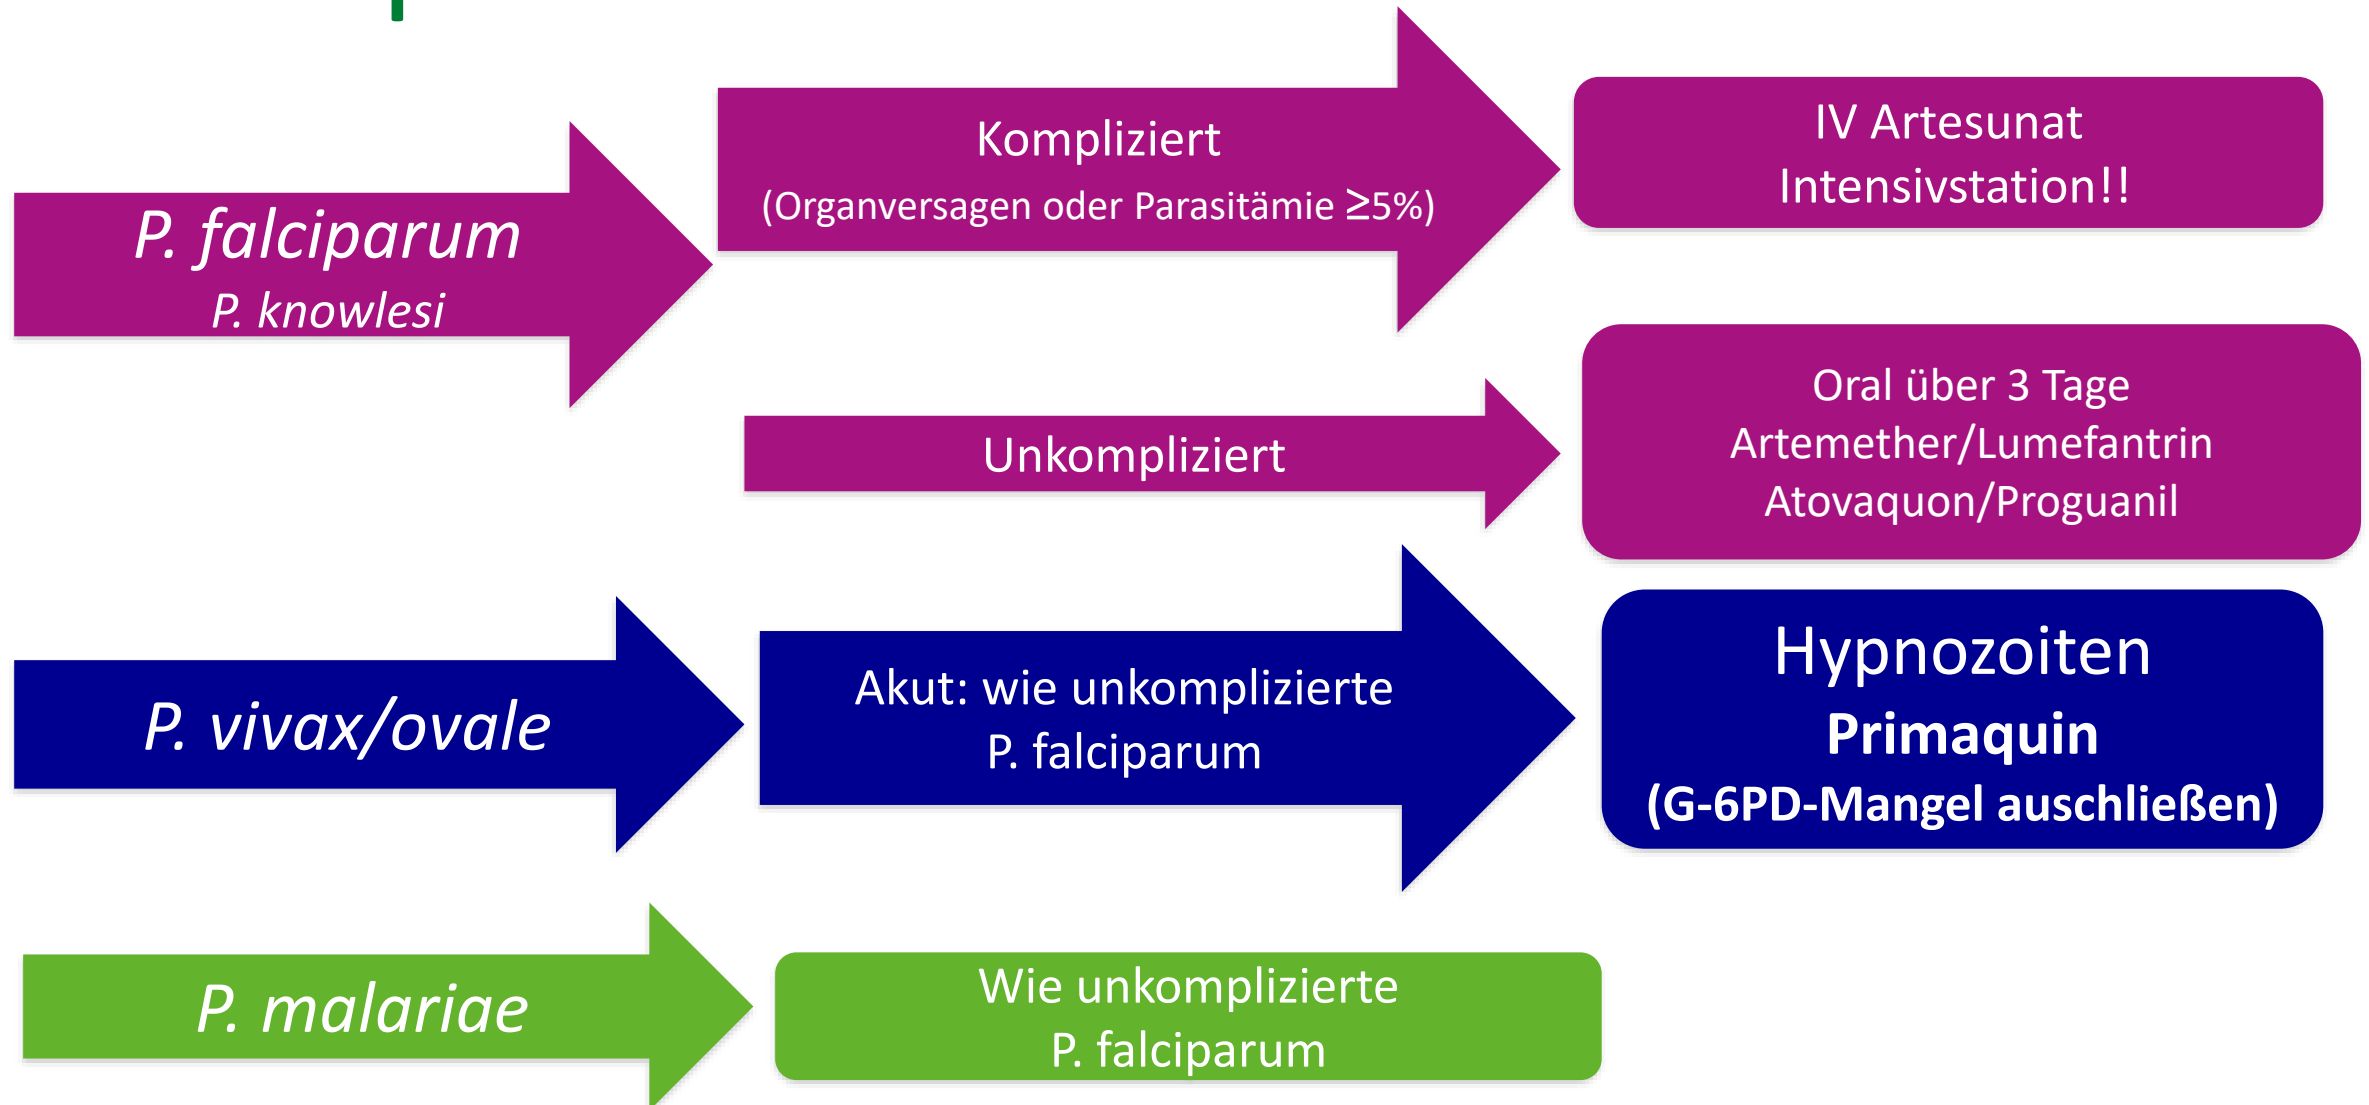 P. falciparum
P. knowlesi
Kompliziert
(Organversagen oder Parasitämie ≥5%)
IV Artesunat
Intensivstation!!
Unkompliziert
Oral über 3 Tage
Artemether/Lumefantrin
Atovaquon/Proguanil
P. vivax/ovale
Akut: wie unkomplizierte
P. falciparum
Hypnozoiten
Primaquin
(G-6PD-Mangel auschließen)
P. malariae
Wie unkomplizierte
P. falciparum